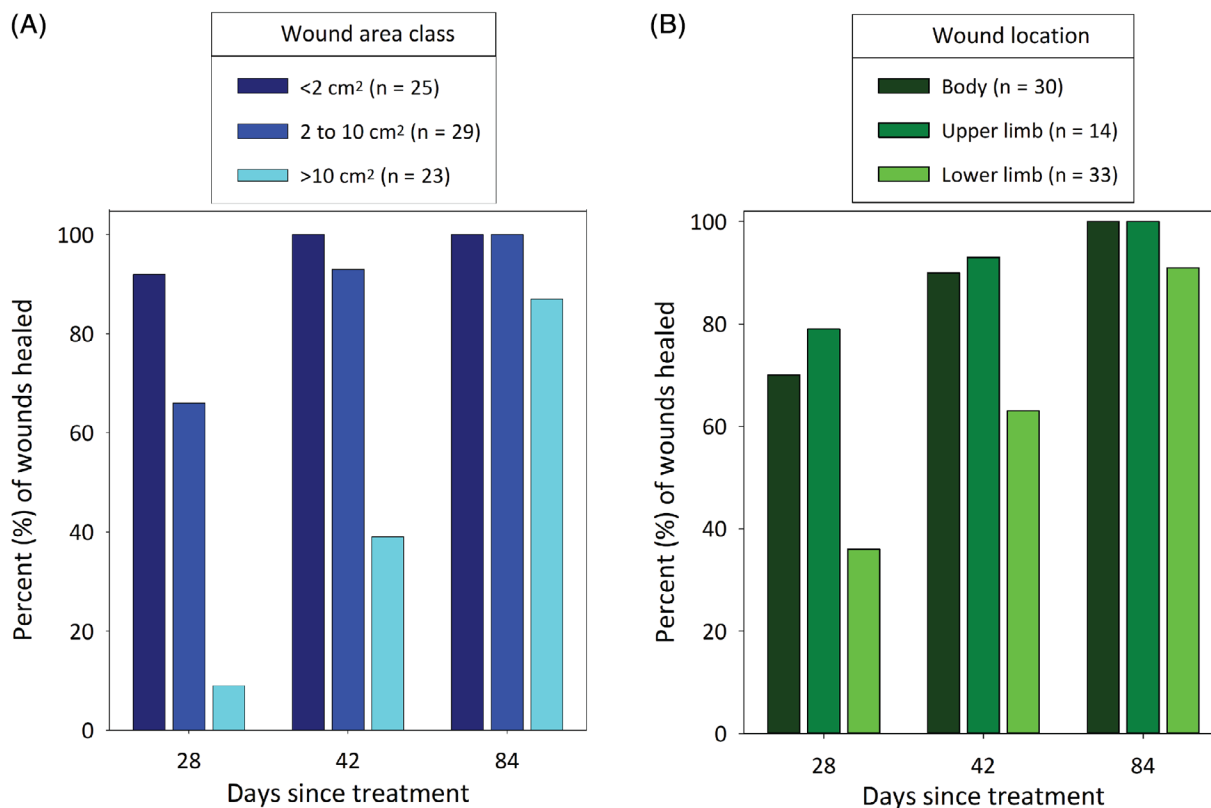 (A)
Wound area class
<2 cm² (n = 25)
2 to 10 cm² (n = 29)
>10 cm² (n = 23)
100
80
60
40
20
0
Percent (%) of wounds healed
28 42 84
Days since treatment
(B)
Wound location
Body (n = 30)
Upper limb (n = 14)
Lower limb (n = 33)
100
80
60
40
20
0
Percent (%) of wounds healed
28 42 84
Days since treatment